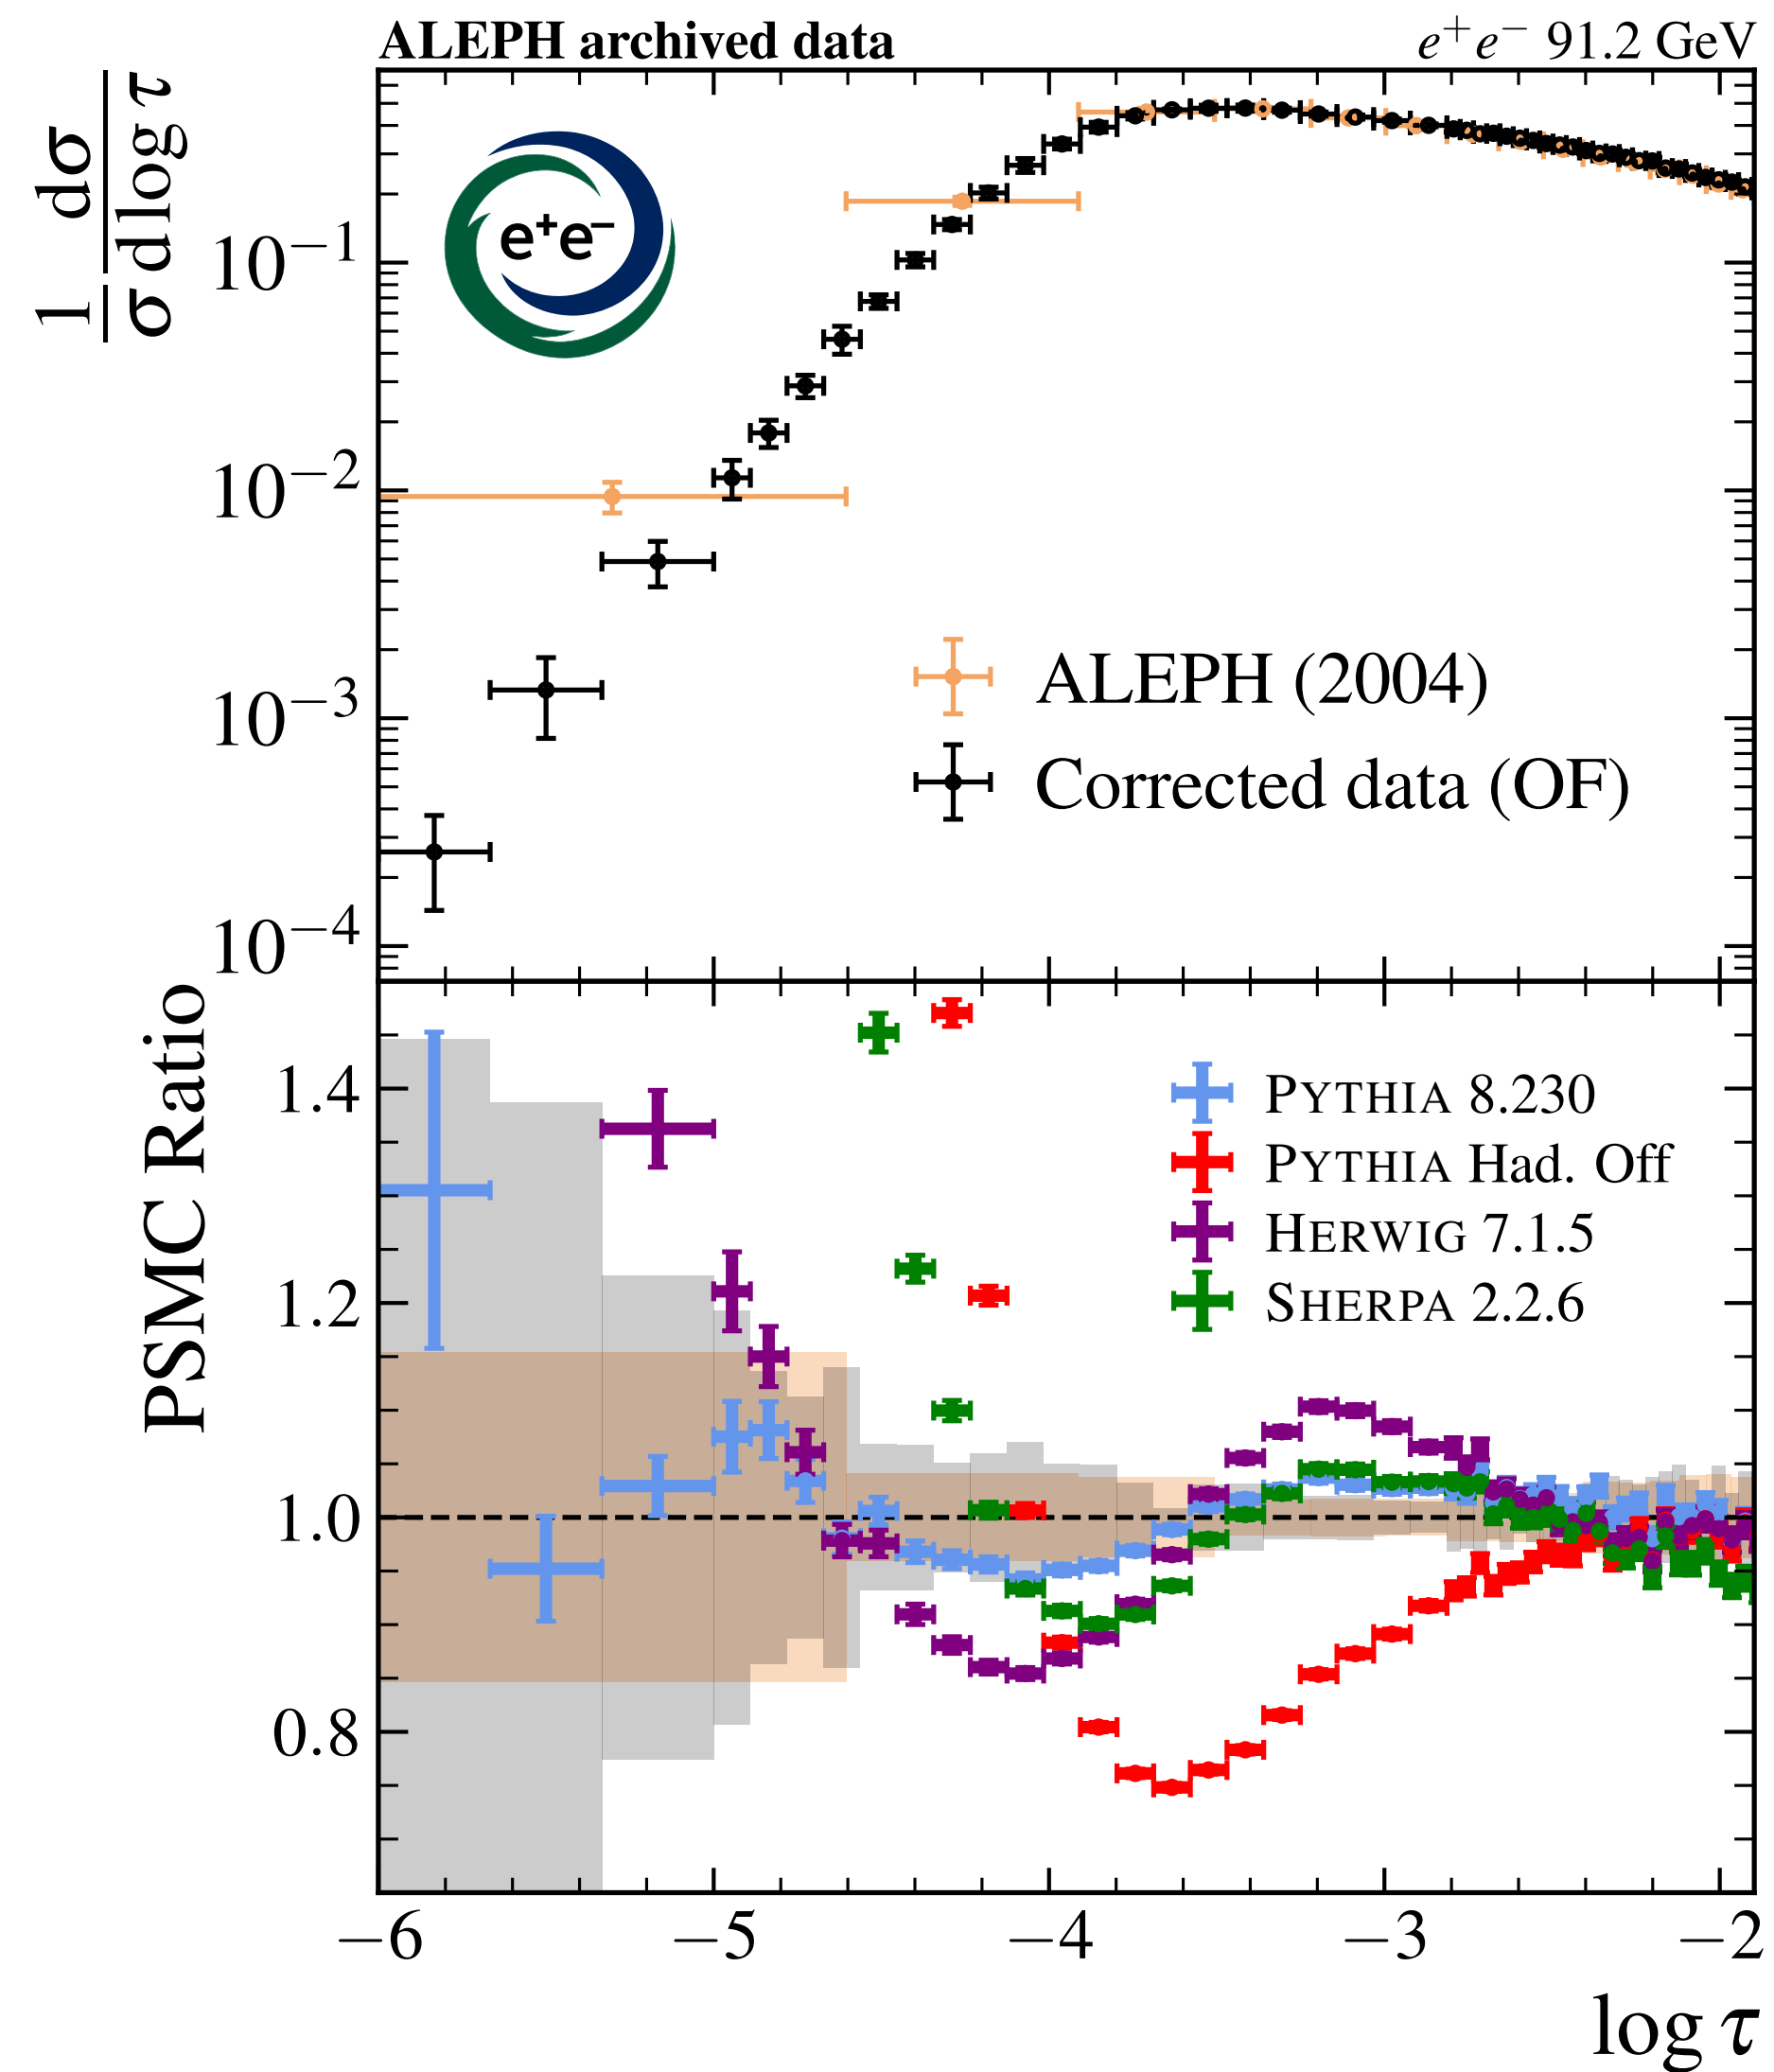 ALEPH archived data
e⁺e⁻ 91.2 GeV
1/σ dσ/d log τ
e⁺e⁻
10⁻¹
10⁻²
10⁻³
10⁻⁴
ALEPH (2004)
Corrected data (OF)
PSMC Ratio
1.4
1.2
1.0
0.8
PYTHIA 8.230
PYTHIA Had. Off
HERWIG 7.1.5
SHERPA 2.2.6
−6
−5
−4
−3
−2
log τ